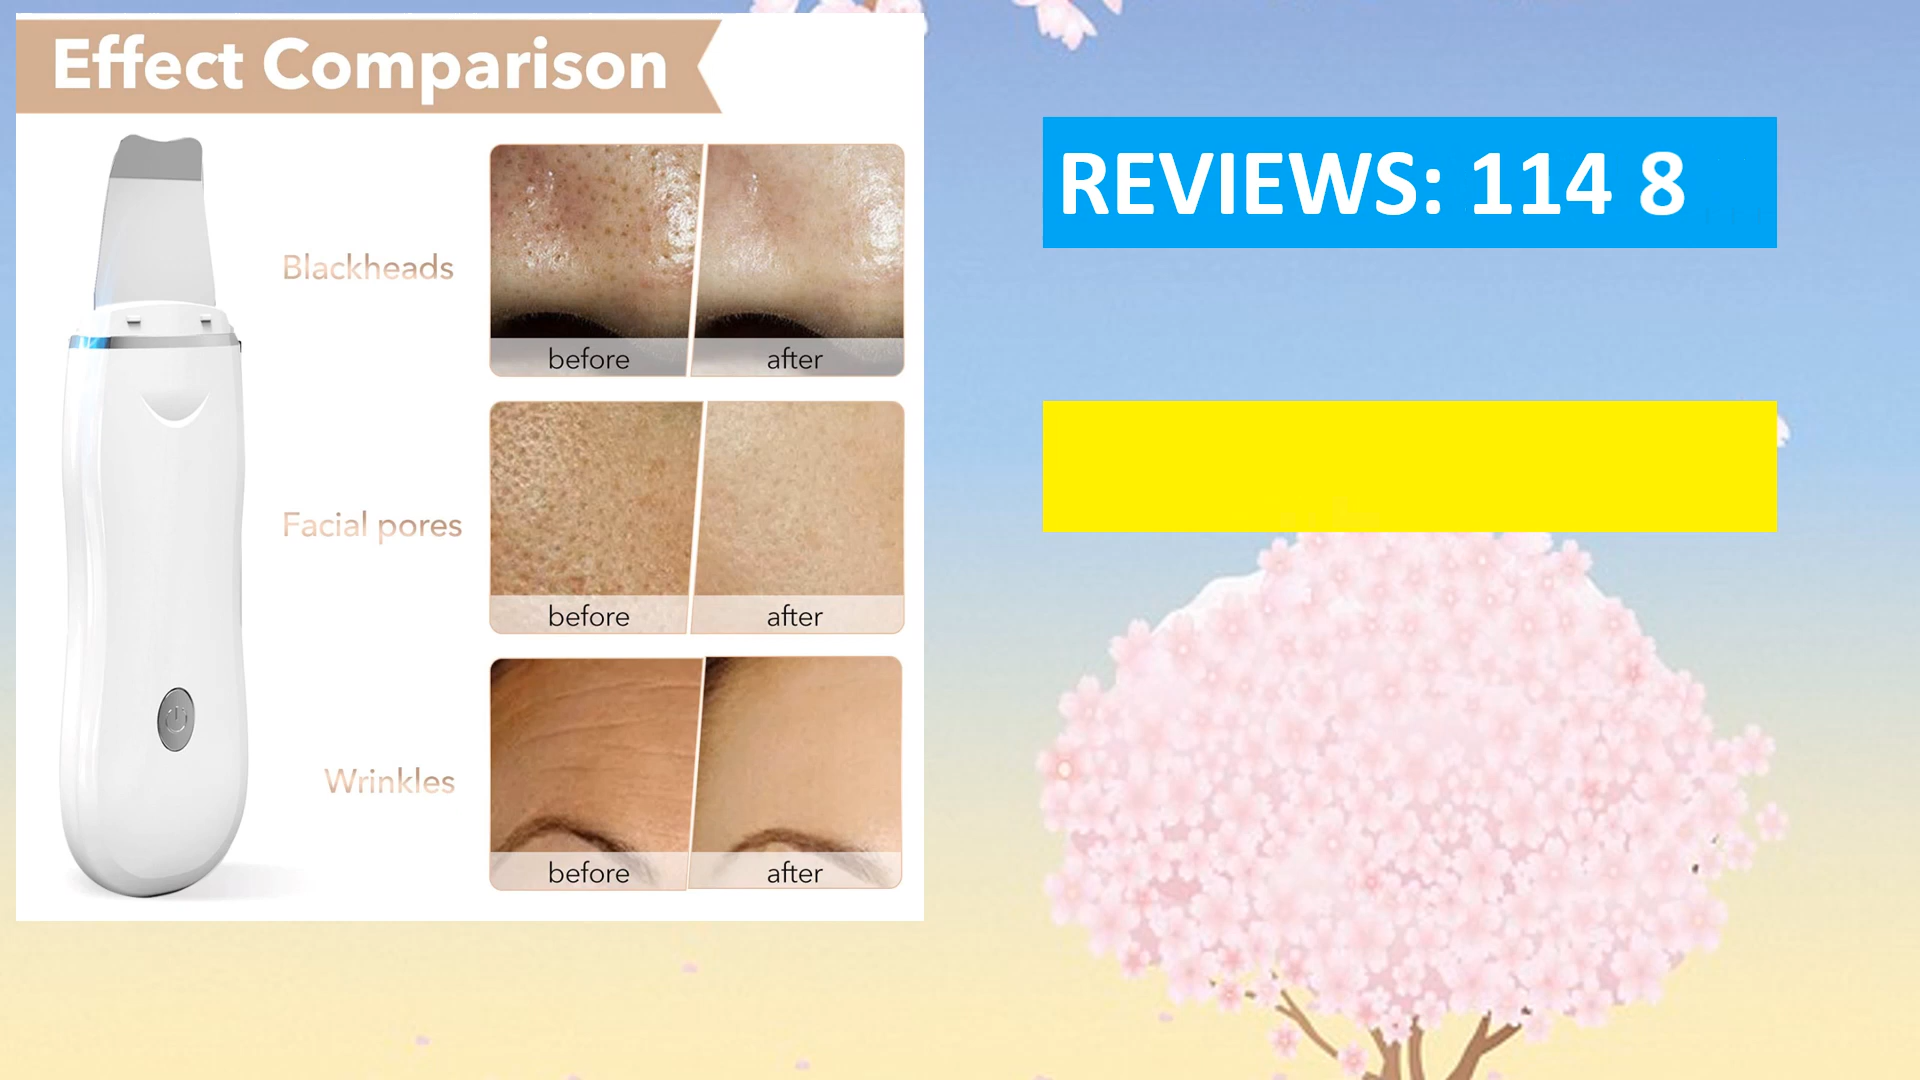 Effect Comparison
Blackheads
before after
Facial pores
before after
Wrinkles
before after
REVIEWS: 114 8